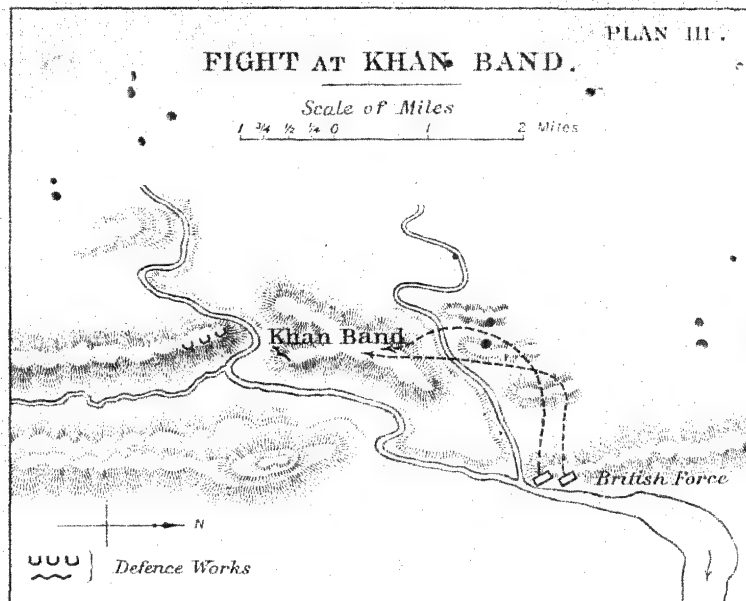 PLAN III.
FIGHT AT KHAN BAND.
Scale of Miles
1 3/4 1/2 1/4 0 1 2 Miles
Khan Band
British Force
N
Defence Works